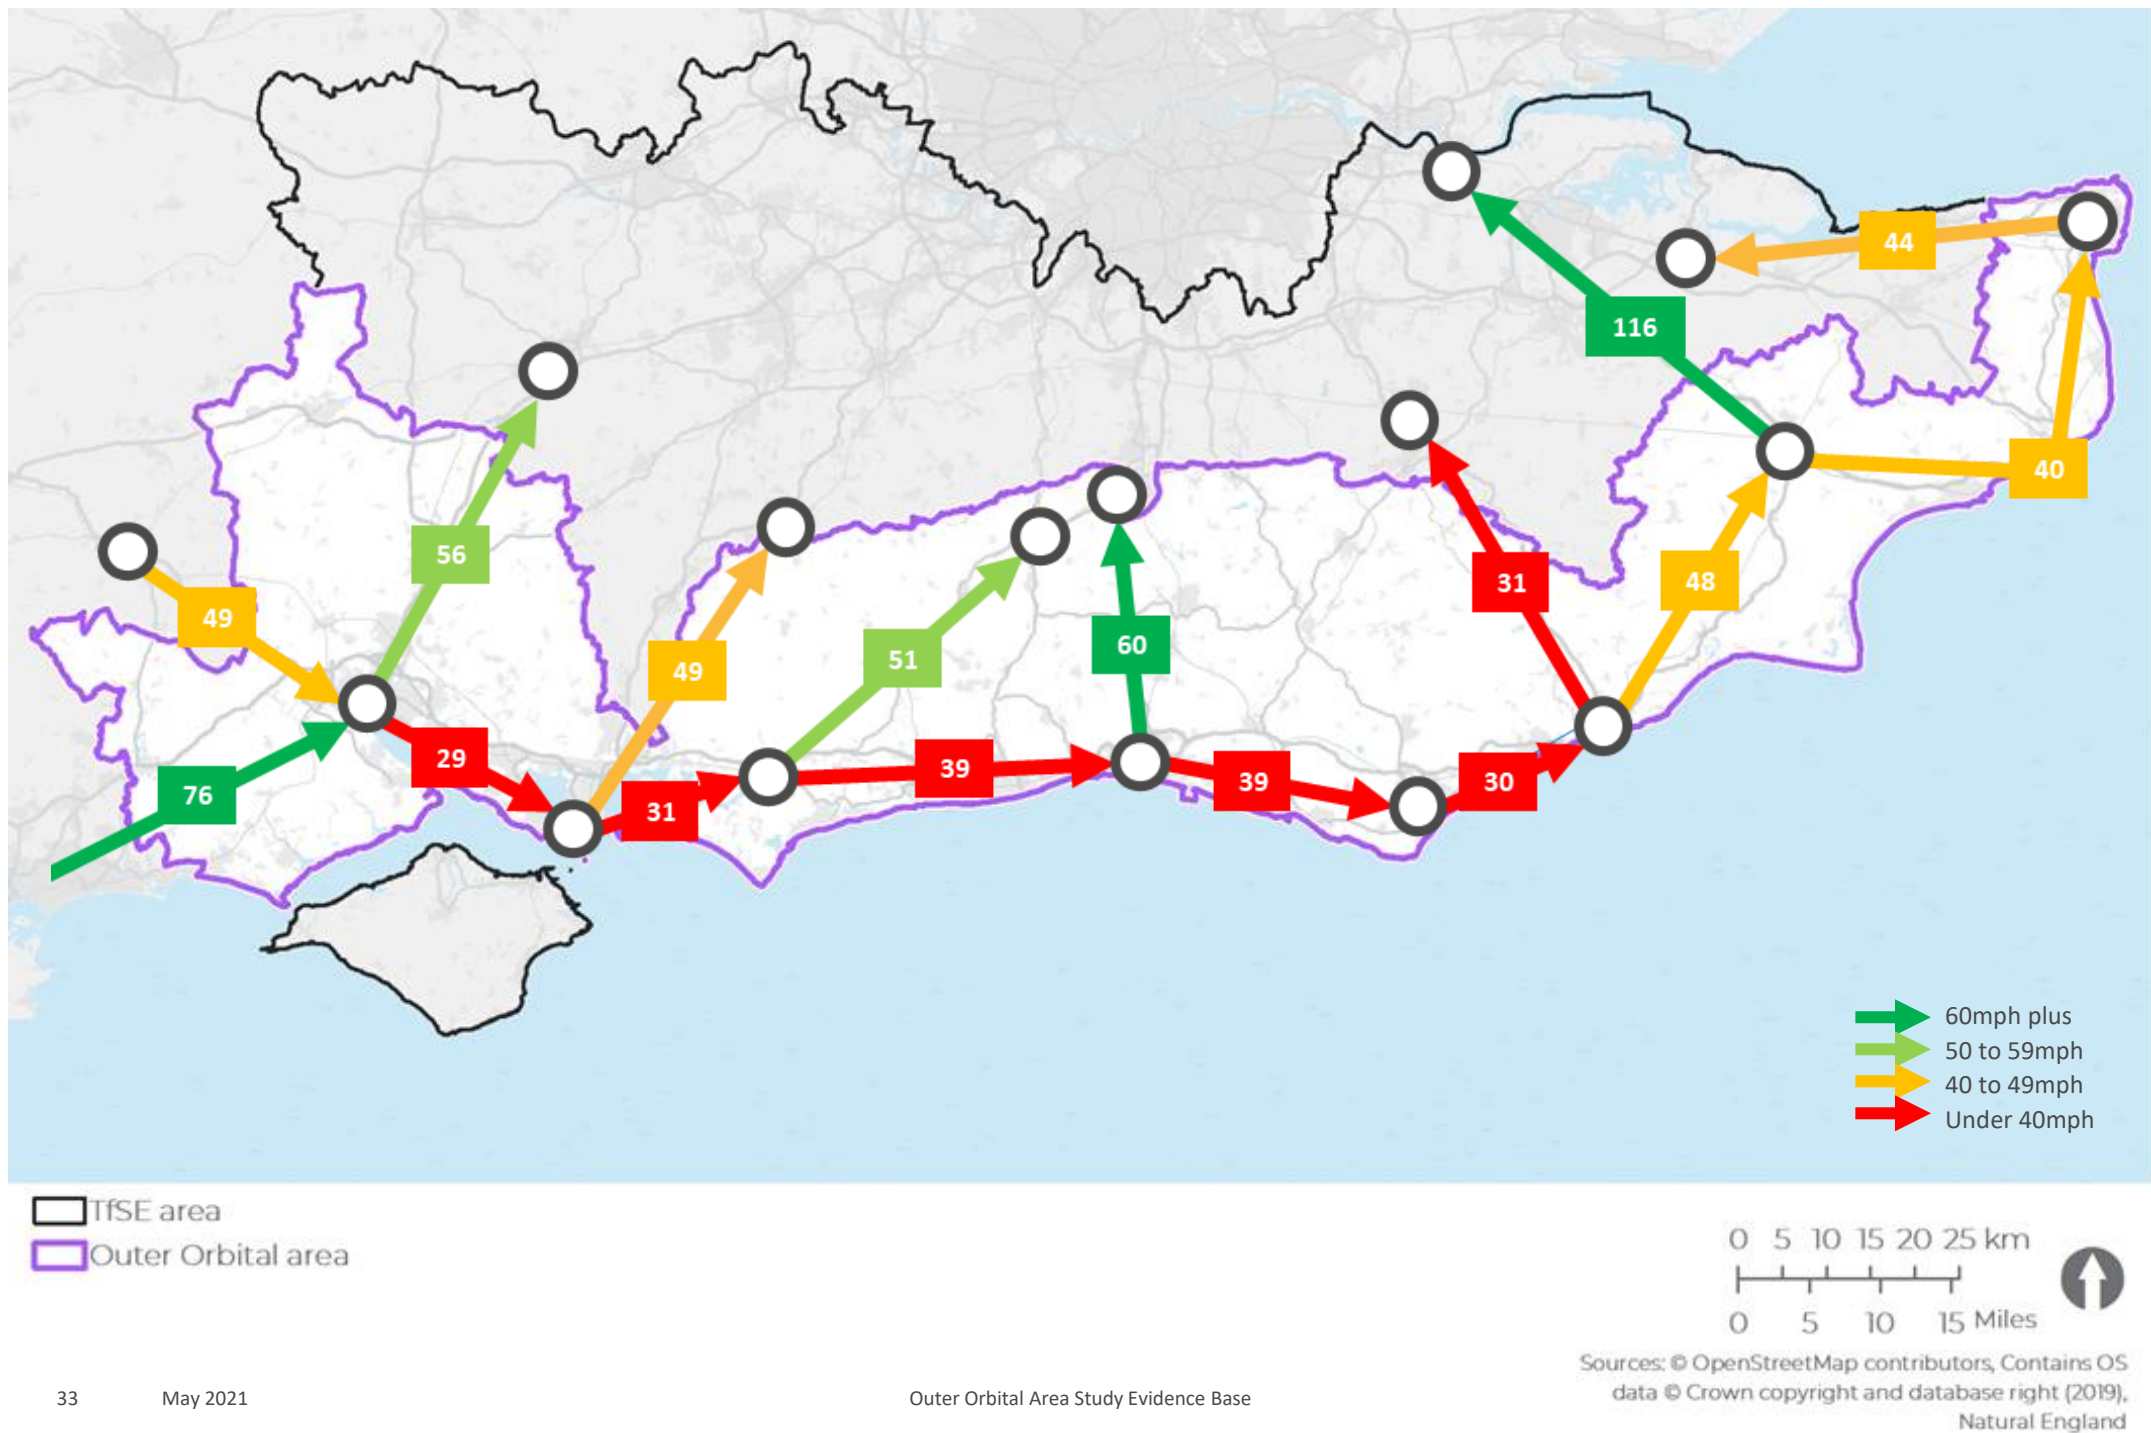 116
44
40
56
49
31
48
49
51
60
29
76
31
39
39
30
60mph plus
50 to 59mph
40 to 49mph
Under 40mph
TfSE area
Outer Orbital area
0 5 10 15 20 25 km
0 5 10 15 Miles
Sources: © OpenStreetMap contributors, Contains OS
data © Crown copyright and database right (2019),
Natural England
33 May 2021 Outer Orbital Area Study Evidence Base